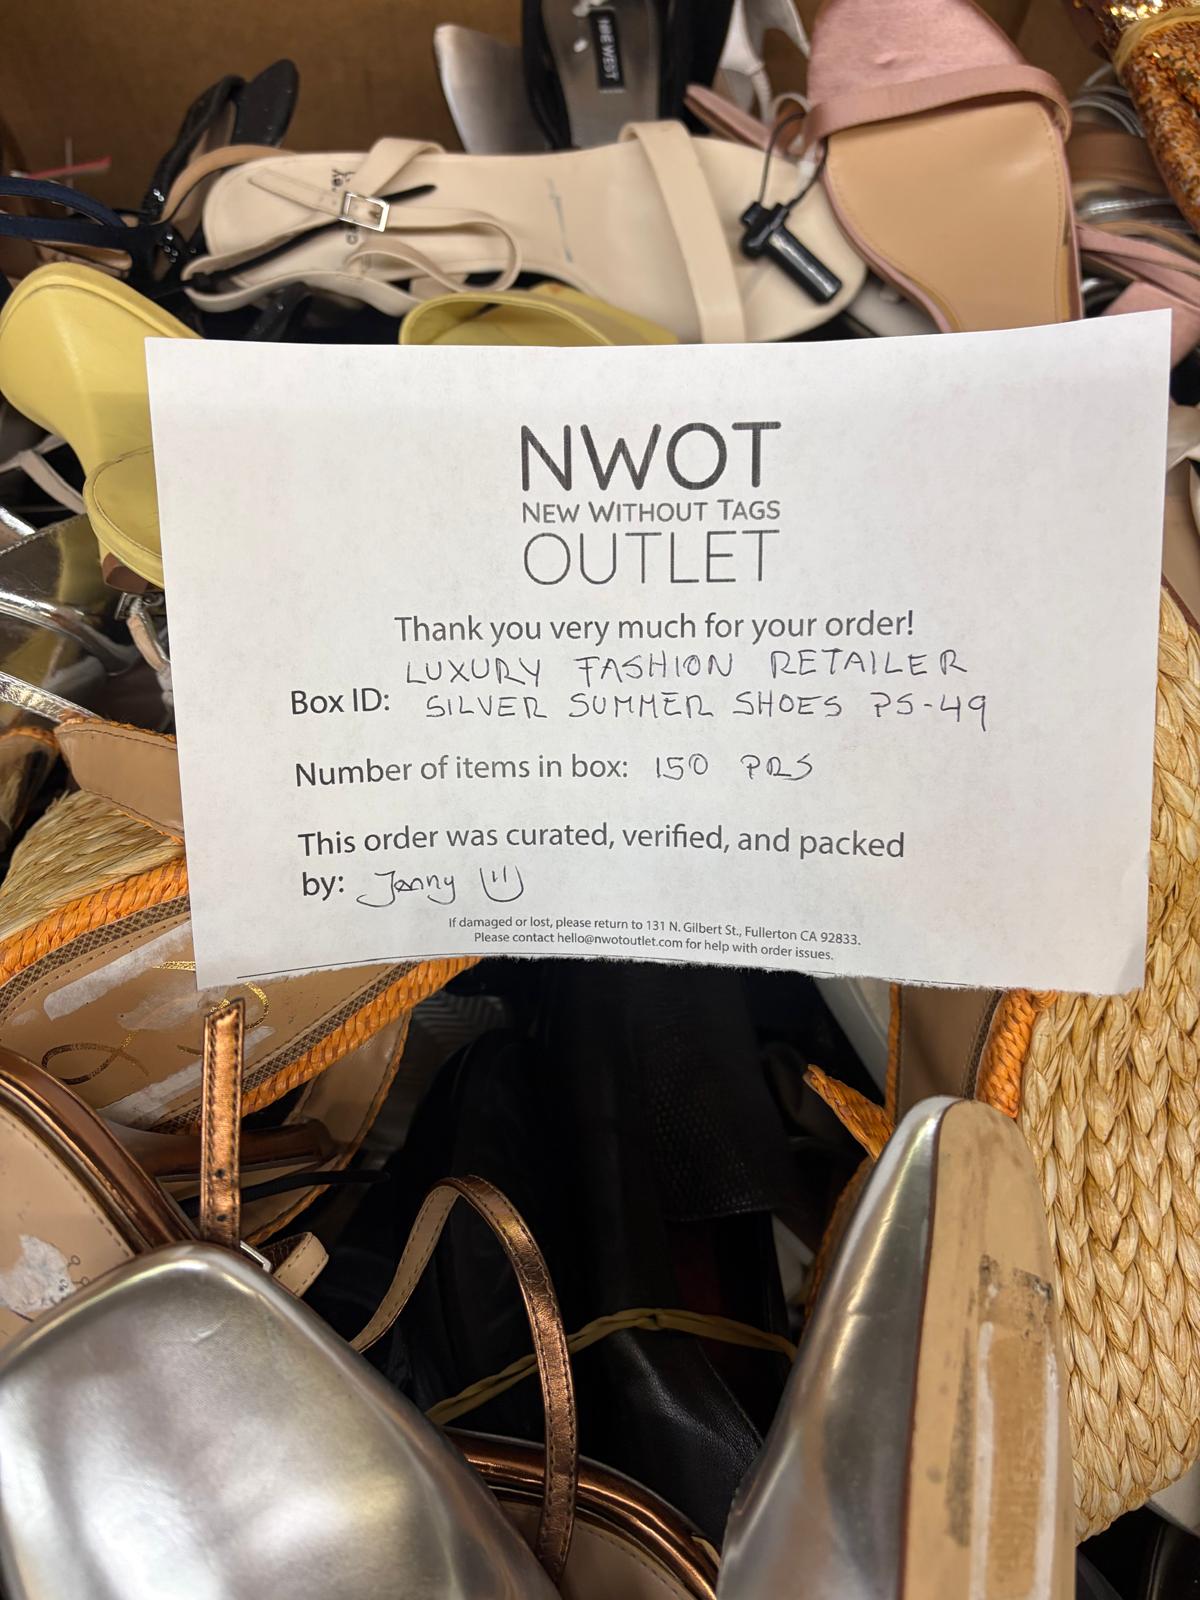 NINE WEST
NWOT
NEW WITHOUT TAGS
OUTLET
Thank you very much for your order!
LUXURY FASHION RETAILER
Box ID: SILVER SUMMER SHOES PS-49
Number of items in box: 150 PRS
This order was curated, verified, and packed
by: Jenny
If damaged or lost, please return to 131 N. Gilbert St., Fullerton CA 92833.
Please contact hello@nwotoutlet.com for help with order issues.